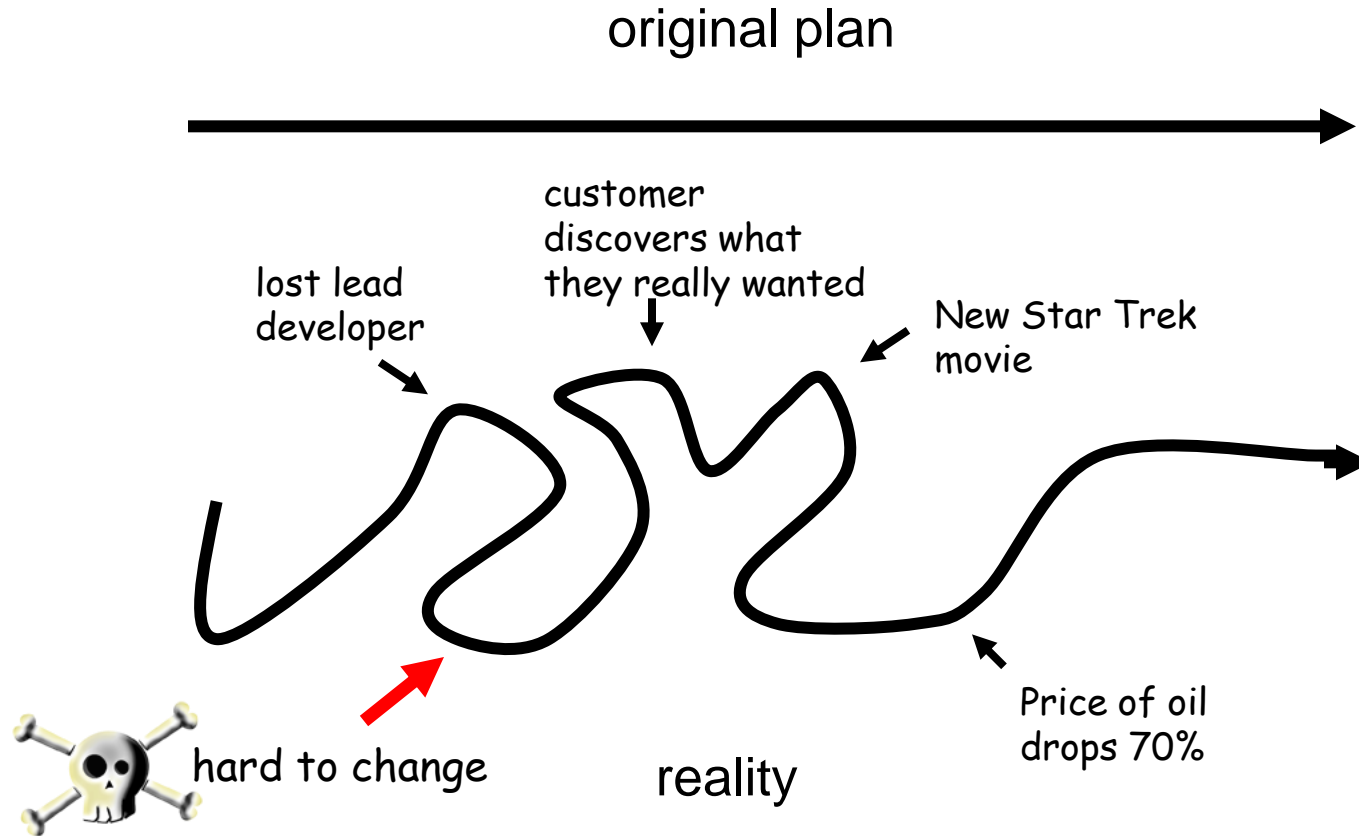 original plan
customer
discovers what
they really wanted
lost lead
developer
New Star Trek
movie
Price of oil
drops 70%
hard to change
reality